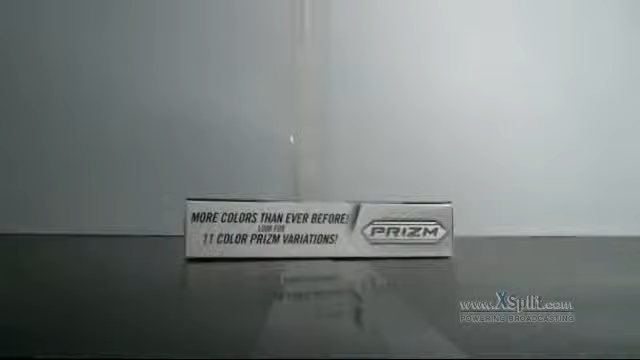 MORE COLORS THAN EVER BEFORE!
LOOK FOR
11 COLOR PRIZM VARIATIONS!
PRIZM
www.XSplit.com
POWERING BROADCASTING